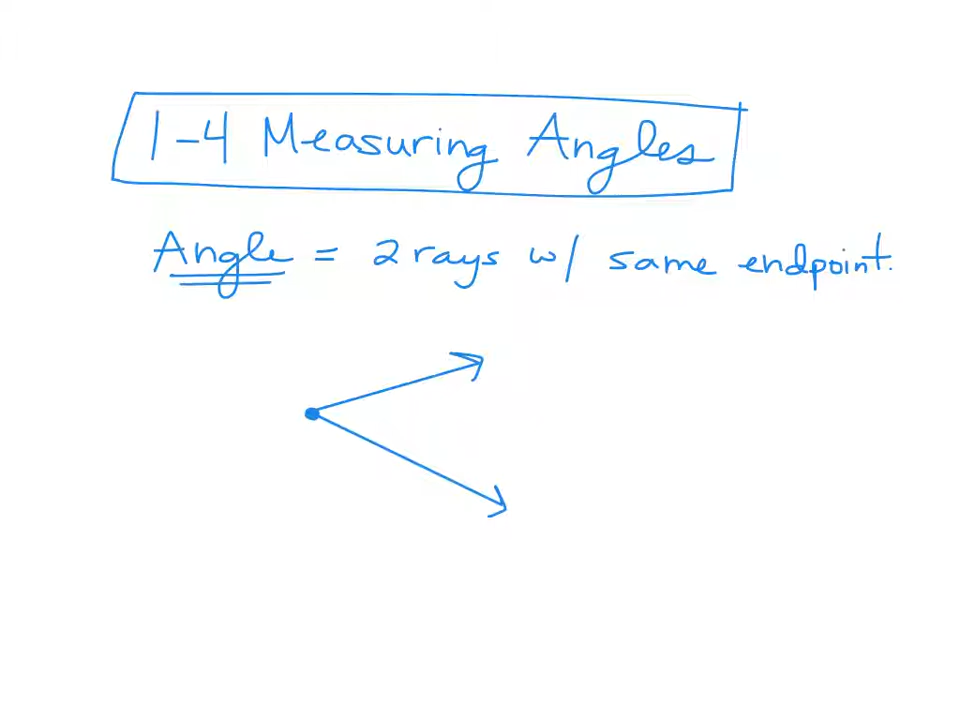 1-4 Measuring Angles
Angle = 2 rays w/ same endpoint.